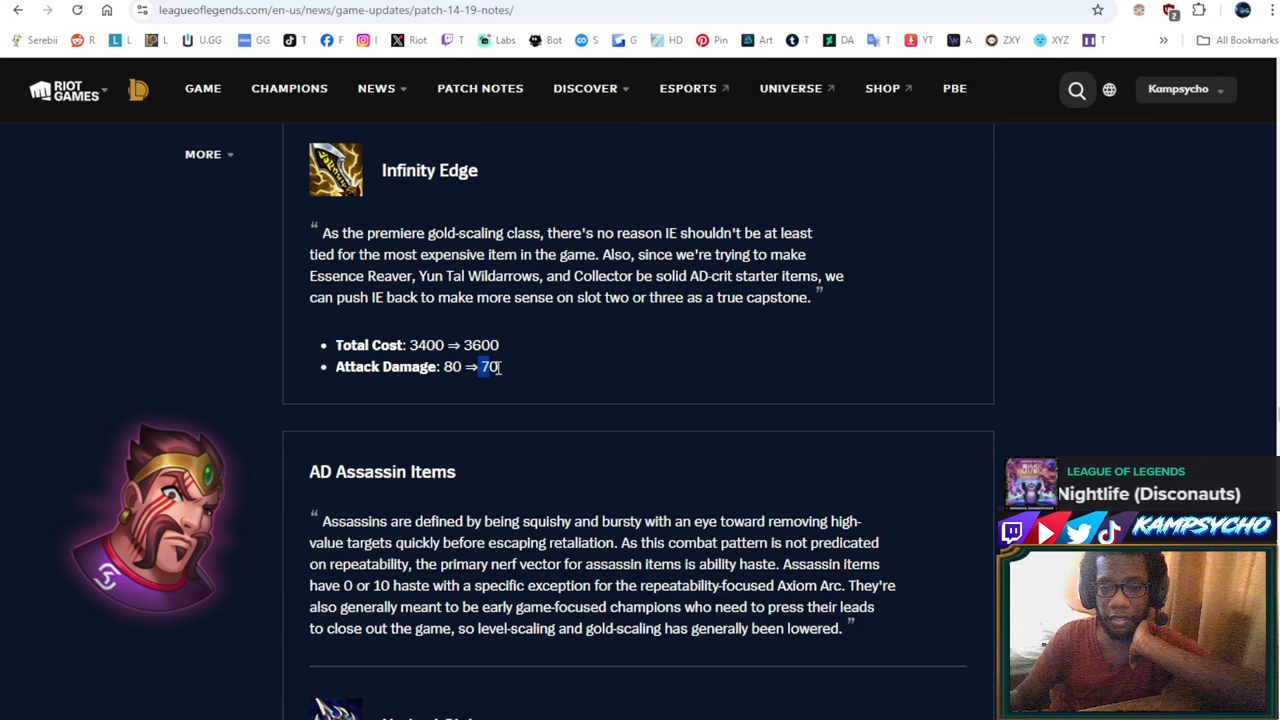 leagueoflegends.com/en-us/news/game-updates/patch-14-19-notes/
2
Serebii R L L U.GG GG T F I Riot T Labs Bot S G HD Pin Art T DA T YT A ZXY XYZ T » All Bookmarks
RIOT GAMES GAME CHAMPIONS NEWS PATCH NOTES DISCOVER ESPORTS UNIVERSE SHOP PBE Kampsycho
MORE
Infinity Edge
“ As the premiere gold-scaling class, there's no reason IE shouldn't be at least
tied for the most expensive item in the game. Also, since we're trying to make
Essence Reaver, Yun Tal Wildarrows, and Collector be solid AD-crit starter items, we
can push IE back to make more sense on slot two or three as a true capstone. ”
• Total Cost: 3400 ⇒ 3600
• Attack Damage: 80 ⇒ 70
AD Assassin Items
“ Assassins are defined by being squishy and bursty with an eye toward removing high-
value targets quickly before escaping retaliation. As this combat pattern is not predicated
on repeatability, the primary nerf vector for assassin items is ability haste. Assassin items
have 0 or 10 haste with a specific exception for the repeatability-focused Axiom Arc. They're
also generally meant to be early game-focused champions who need to press their leads
to close out the game, so level-scaling and gold-scaling has generally been lowered. ”
LEAGUE OF LEGENDS
Nightlife (Disconauts)
KAMPSYCHO